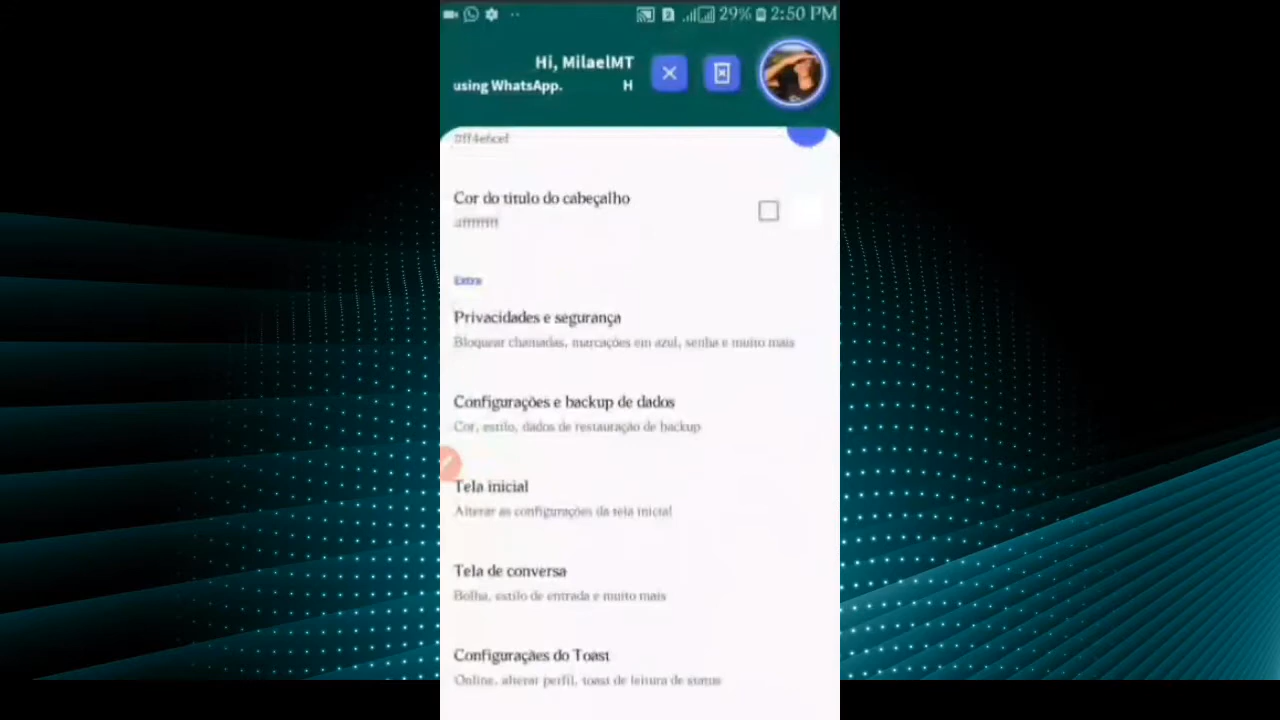 29% 2:50 PM
Hi, MilaelMT
using WhatsApp. H
#ff4e6cef
Cor do título do cabeçalho
Extra
Privacidades e segurança
Bloquear chamadas, marcações em azul, senha e muito mais
Configurações e backup de dados
Cor, estilo, dados de restauração de backup
Tela inicial
Alterar as configurações da tela inicial
Tela de conversa
Bolha, estilo de entrada e muito mais
Configurações do Toast
Online, alterar perfil, toast de leitura de status